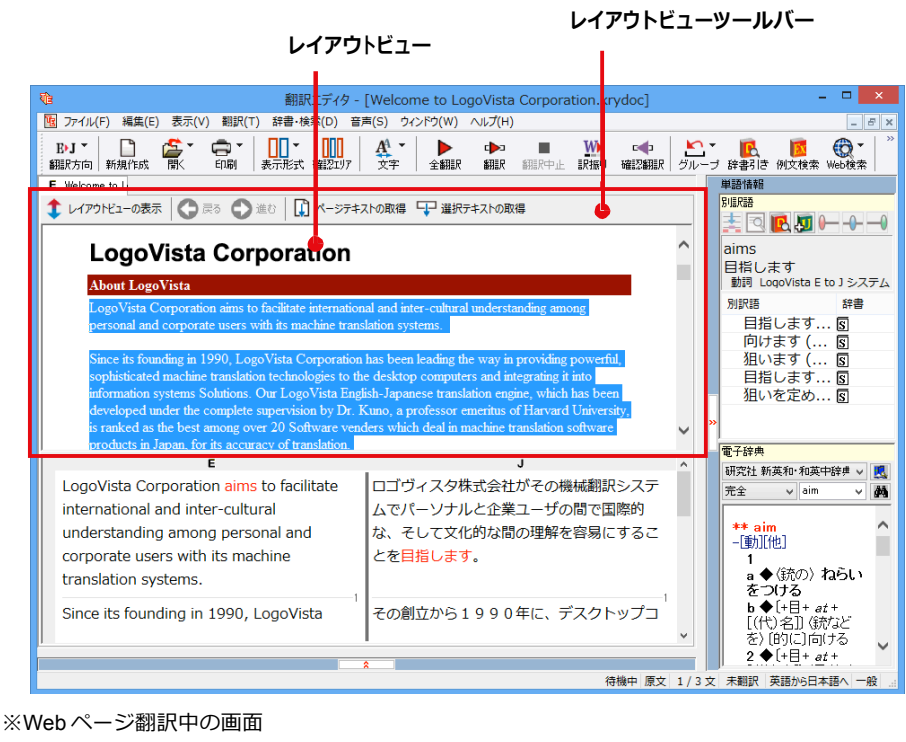 レイアウトビューツールバー
レイアウトビュー
翻訳エディタ - [Welcome to LogoVista Corporation.krydoc]
ファイル(F) 編集(E) 表示(V) 翻訳(T) 辞書・検索(D) 音声(S) ウィンドウ(W) ヘルプ(H)
翻訳方向 新規作成 開く 印刷 表示形式 確認エリア 文字 全翻訳 翻訳 翻訳中止 訳振り 確認翻訳 グループ 辞書引き 例文検索 Web検索
E Welcome to L
レイアウトビューの表示 戻る 進む ページテキストの取得 選択テキストの取得
LogoVista Corporation
About LogoVista
LogoVista Corporation aims to facilitate international and inter-cultural understanding among
personal and corporate users with its machine translation systems.
Since its founding in 1990, LogoVista Corporation has been leading the way in providing powerful,
sophisticated machine translation technologies to the desktop computers and integrating it into
information systems Solutions. Our LogoVista English-Japanese translation engine, which has been
developed under the complete supervision by Dr. Kuno, a professor emeritus of Harvard University,
is ranked as the best among over 20 Software venders which deal in machine translation software
products in Japan, for its accuracy of translation.
E J
LogoVista Corporation aims to facilitate
international and inter-cultural
understanding among personal and
corporate users with its machine
translation systems.
1
Since its founding in 1990, LogoVista
ロゴヴィスタ株式会社がその機械翻訳システ
ムでパーソナルと企業ユーザの間で国際的
な、そして文化的な間の理解を容易にするこ
とを目指します。
1
その創立から１９９０年に、デスクトップコ
単語情報
別訳語
aims
目指します
動詞 LogoVista E to J システム
別訳語 辞書
目指します... S
向けます (... S
狙います (... S
目指します... S
狙いを定め... S
電子辞典
研究社 新英和・和英中辞典
完全 aim
** aim
–[動][他]
1
a ◆〈銃の〉ねらい
をつける
b ◆[+目+ at+
[(代)名]]〈銃など
を〉[的に]向ける
2 ◆[+目+ at+
待機中 原文 1 / 3 文 未翻訳 英語から日本語へ 一般
※Web ページ翻訳中の画面